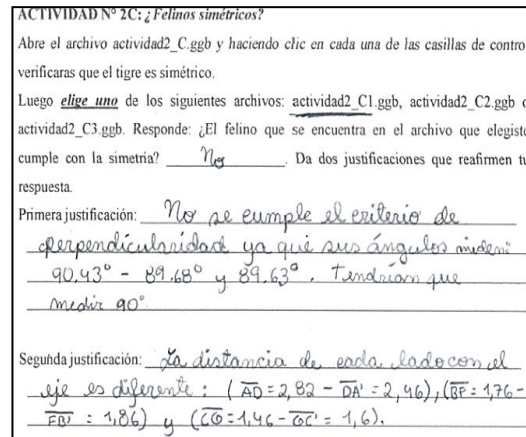 ACTIVIDAD Nº 2C: ¿Felinos simétricos?
Abre el archivo actividad2_C.ggb y haciendo clic en cada una de las casillas de contro
verificaras que el tigre es simétrico.
Luego elige uno de los siguientes archivos: actividad2_C1.ggb, actividad2_C2.ggb o
actividad2_C3.ggb. Responde: ¿El felino que se encuentra en el archivo que elegiste
cumple con la simetría? No. Da dos justificaciones que reafirmen tu
respuesta.
Primera justificación: No se cumple el criterio de
perpendicularidad ya que sus ángulos miden:
90,43° - 89.68° y 89.63°. Tendrían que
medir 90°.
Segunda justificación: La distancia de cada lado con el
eje es diferente: (AD = 2,82 - DA' = 2,46), (BF = 1,76 -
FB' = 1,86) y (CG = 1,46 - GC' = 1,6).